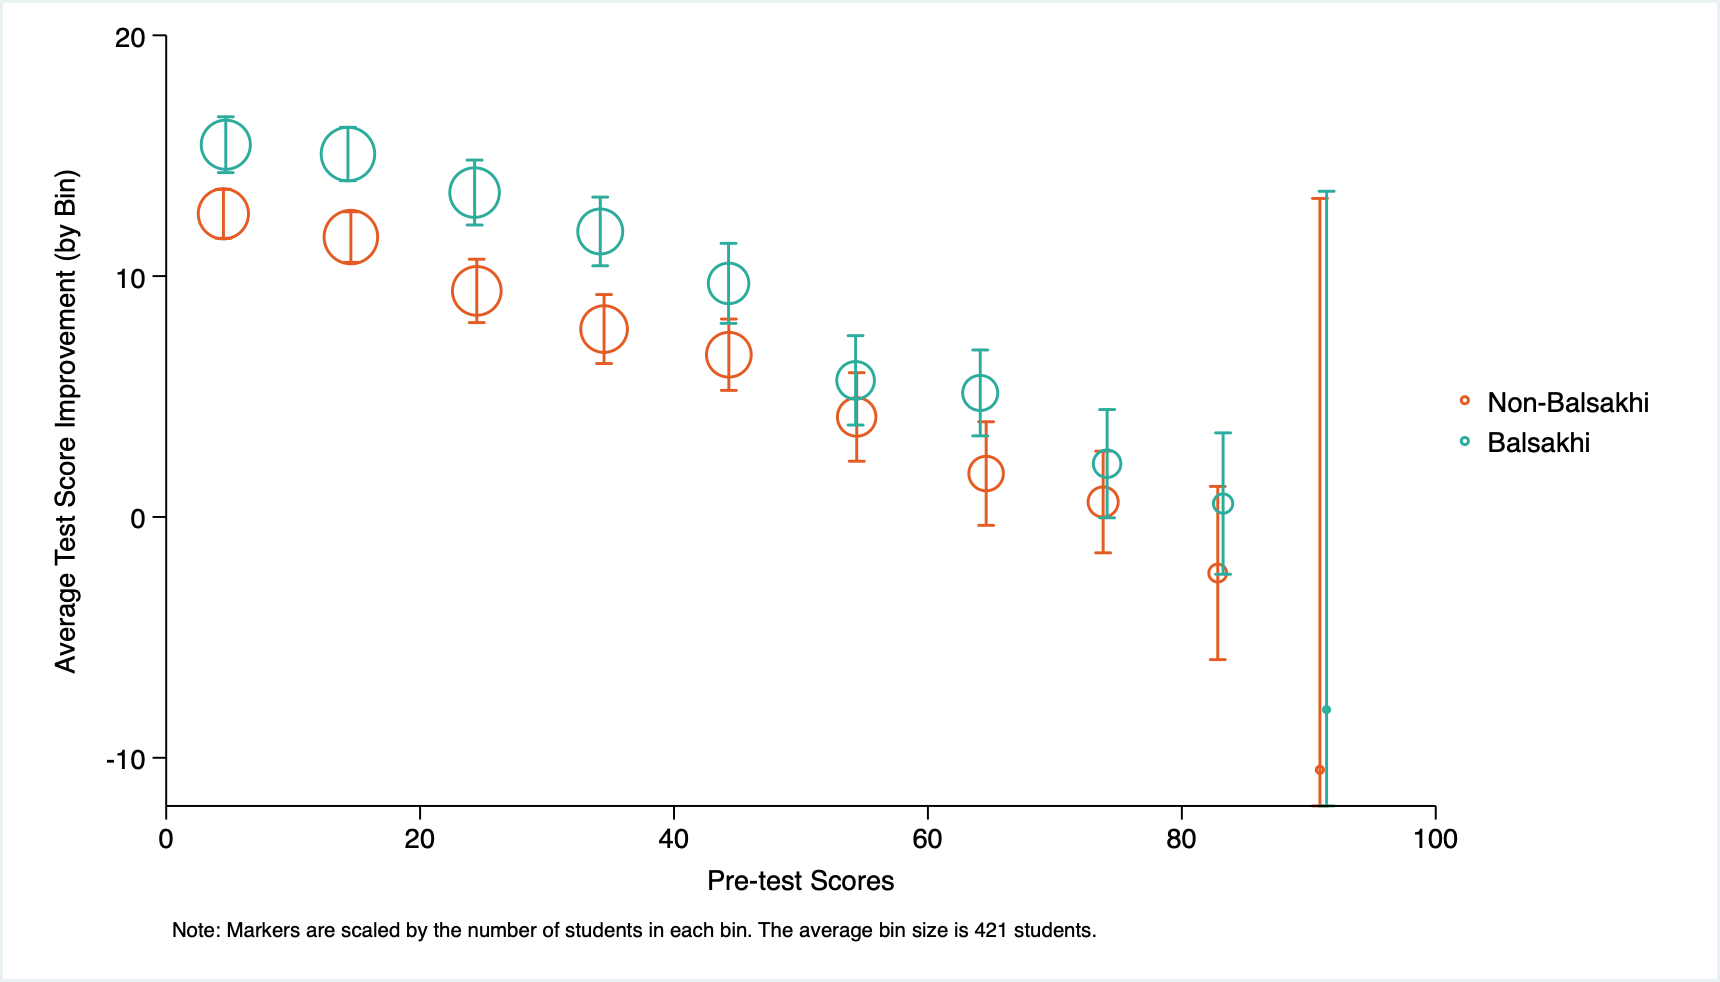 Average Test Score Improvement (by Bin)
20
10
0
-10
0 20 40 60 80 100
Pre-test Scores
Non-Balsakhi
Balsakhi
Note: Markers are scaled by the number of students in each bin. The average bin size is 421 students.